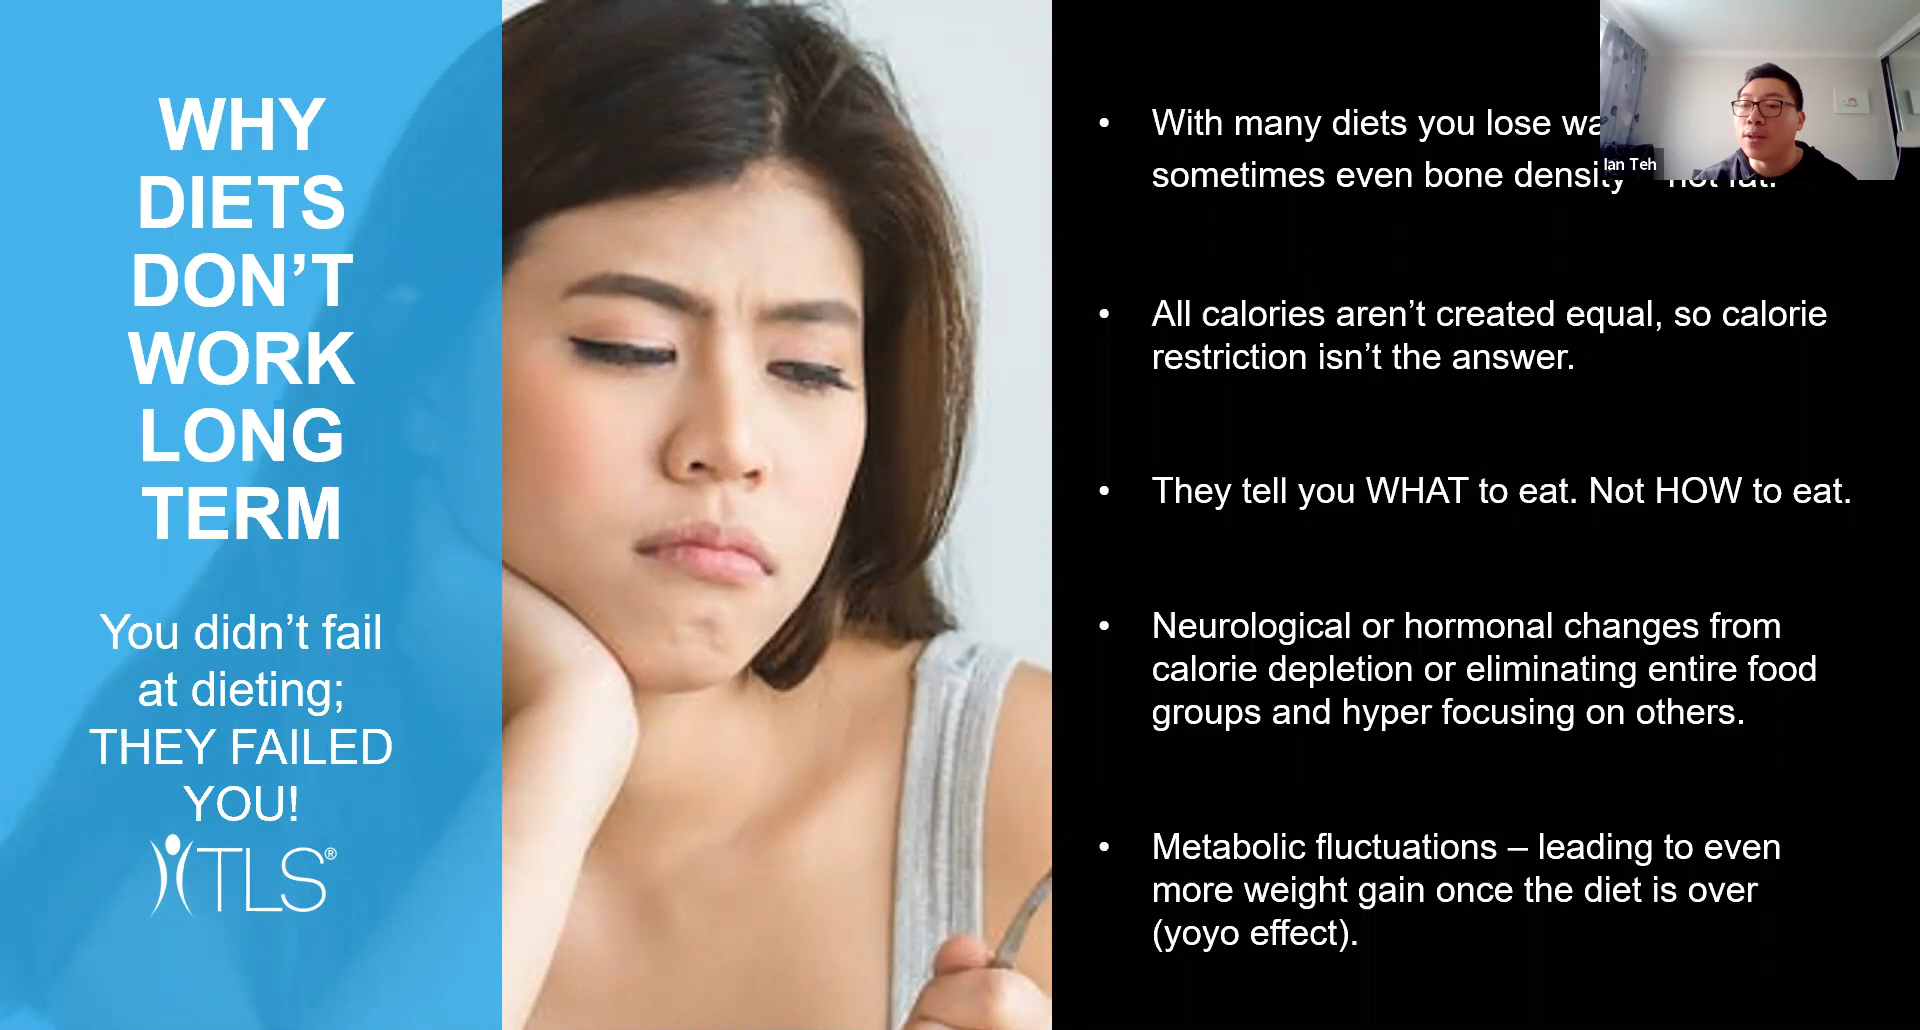 WHY
DIETS
DON’T
WORK
LONG
TERM
You didn’t fail
at dieting;
THEY FAILED
YOU!
TLS®
• With many diets you lose
sometimes even bone density
• All calories aren’t created equal, so calorie
restriction isn’t the answer.
• They tell you WHAT to eat. Not HOW to eat.
• Neurological or hormonal changes from
calorie depletion or eliminating entire food
groups and hyper focusing on others.
• Metabolic fluctuations – leading to even
more weight gain once the diet is over
(yoyo effect).
Ian Teh